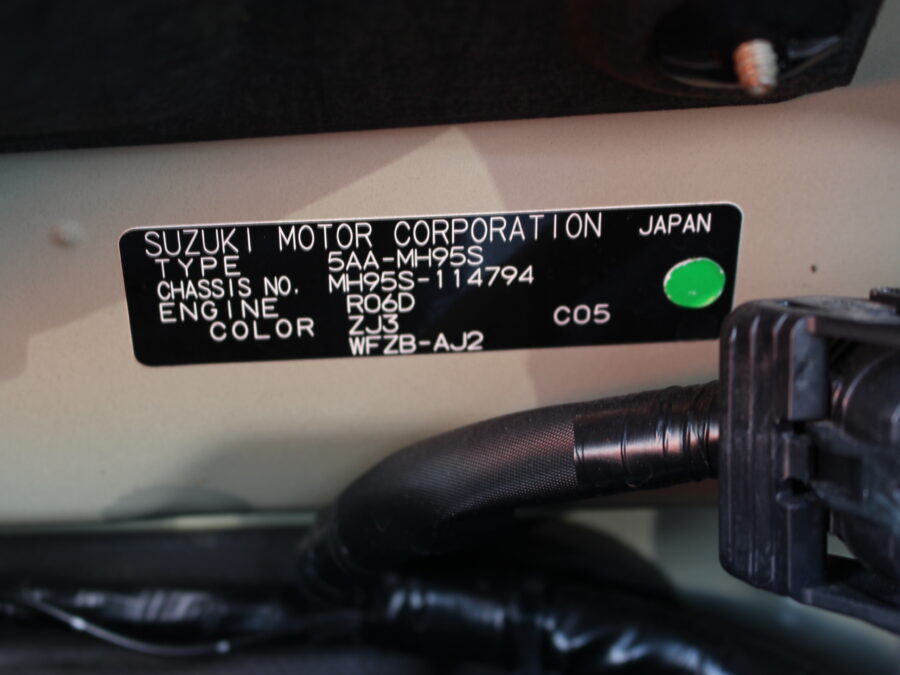 SUZUKI MOTOR CORPORATION JAPAN
TYPE 5AA-MH95S
CHASSIS NO. MH95S-114794
ENGINE R06D
COLOR ZJ3 C05
WFZB-AJ2